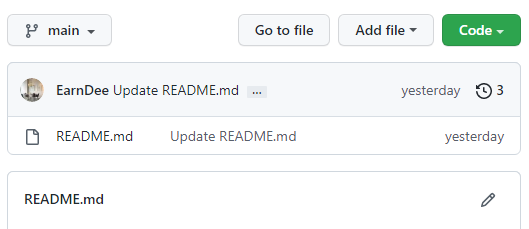 main Go to file Add file Code
EarnDee Update README.md ... yesterday 3
README.md Update README.md yesterday
README.md